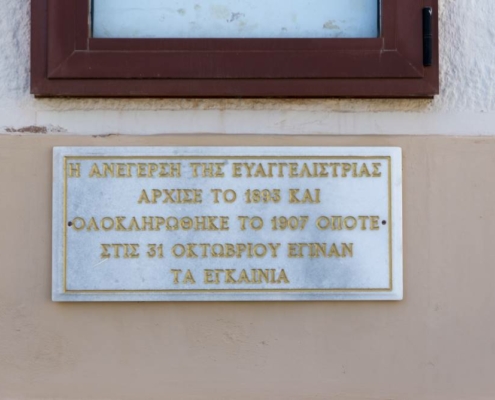 Η ΑΝΕΓΕΡΣΗ ΤΗΣ ΕΥΑΓΓΕΛΙΣΤΡΙΑΣ
ΑΡΧΙΣΕ ΤΟ 1893 ΚΑΙ
ΟΛΟΚΛΗΡΩΘΗΚΕ ΤΟ 1907 ΟΠΟΤΕ
ΣΤΙΣ 31 ΟΚΤΩΒΡΙΟΥ ΕΓΙΝΑΝ
ΤΑ ΕΓΚΑΙΝΙΑ